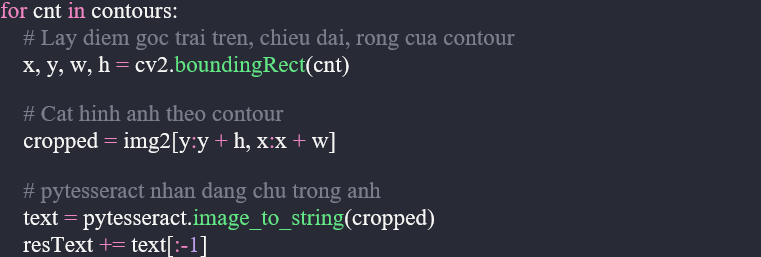 for cnt in contours:
# Lay diem goc trai tren, chieu dai, rong cua contour
x, y, w, h = cv2.boundingRect(cnt)
# Cat hinh anh theo contour
cropped = img2[y:y + h, x:x + w]
# pytesseract nhan dang chu trong anh
text = pytesseract.image_to_string(cropped)
resText += text[:-1]